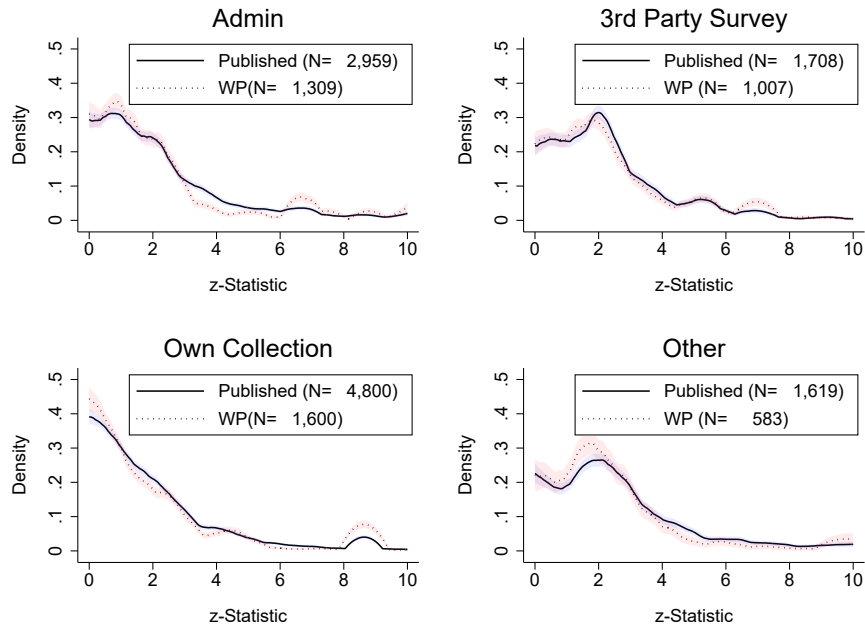 Admin
Density
.5
.4
.3
.2
.1
0
Published (N= 2,959)
WP(N= 1,309)
0 2 4 6 8 10
z-Statistic
3rd Party Survey
Density
.5
.4
.3
.2
.1
0
Published (N= 1,708)
WP (N= 1,007)
0 2 4 6 8 10
z-Statistic
Own Collection
Density
.5
.4
.3
.2
.1
0
Published (N= 4,800)
WP(N= 1,600)
0 2 4 6 8 10
z-Statistic
Other
Density
.5
.4
.3
.2
.1
0
Published (N= 1,619)
WP (N= 583)
0 2 4 6 8 10
z-Statistic